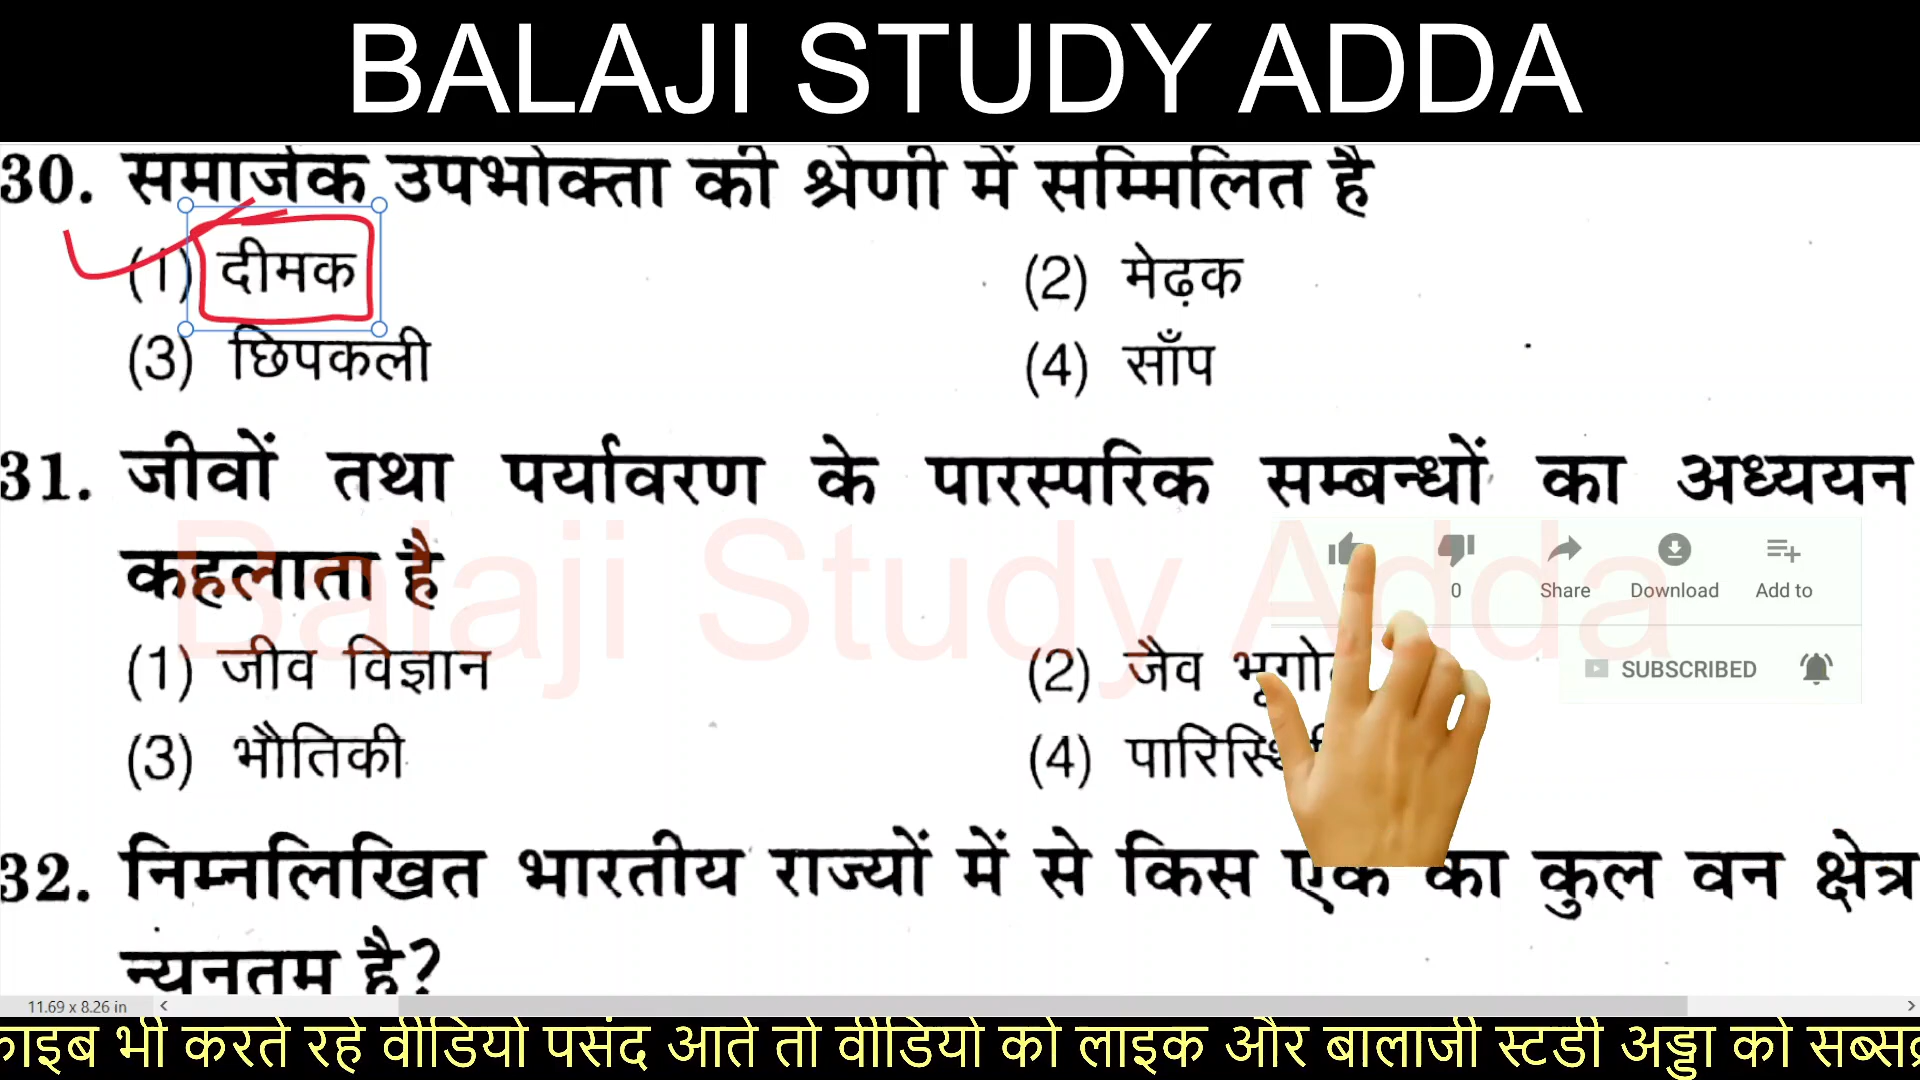 BALAJI STUDY ADDA
30. समार्जक उपभोक्ता की श्रेणी में सम्मिलित है
(1) दीमक (2) मेढ़क
(3) छिपकली (4) साँप
31. जीवों तथा पर्यावरण के पारस्परिक सम्बन्धों का अध्ययन
कहलाता है
Balaji Study Adda
0 Share Download Add to
(1) जीव विज्ञान (2) जैव
SUBSCRIBED
(3) भौतिकी (4)
32. निम्नलिखित भारतीय राज्यों में से किस एक का कुल वन क्षेत्र
न्यूनतम है?
11.69 x 8.26 in
भी करते रहे वीडियो पसंद आते तो वीडियो को लाइक और बालाजी स्टडी अड्डा को